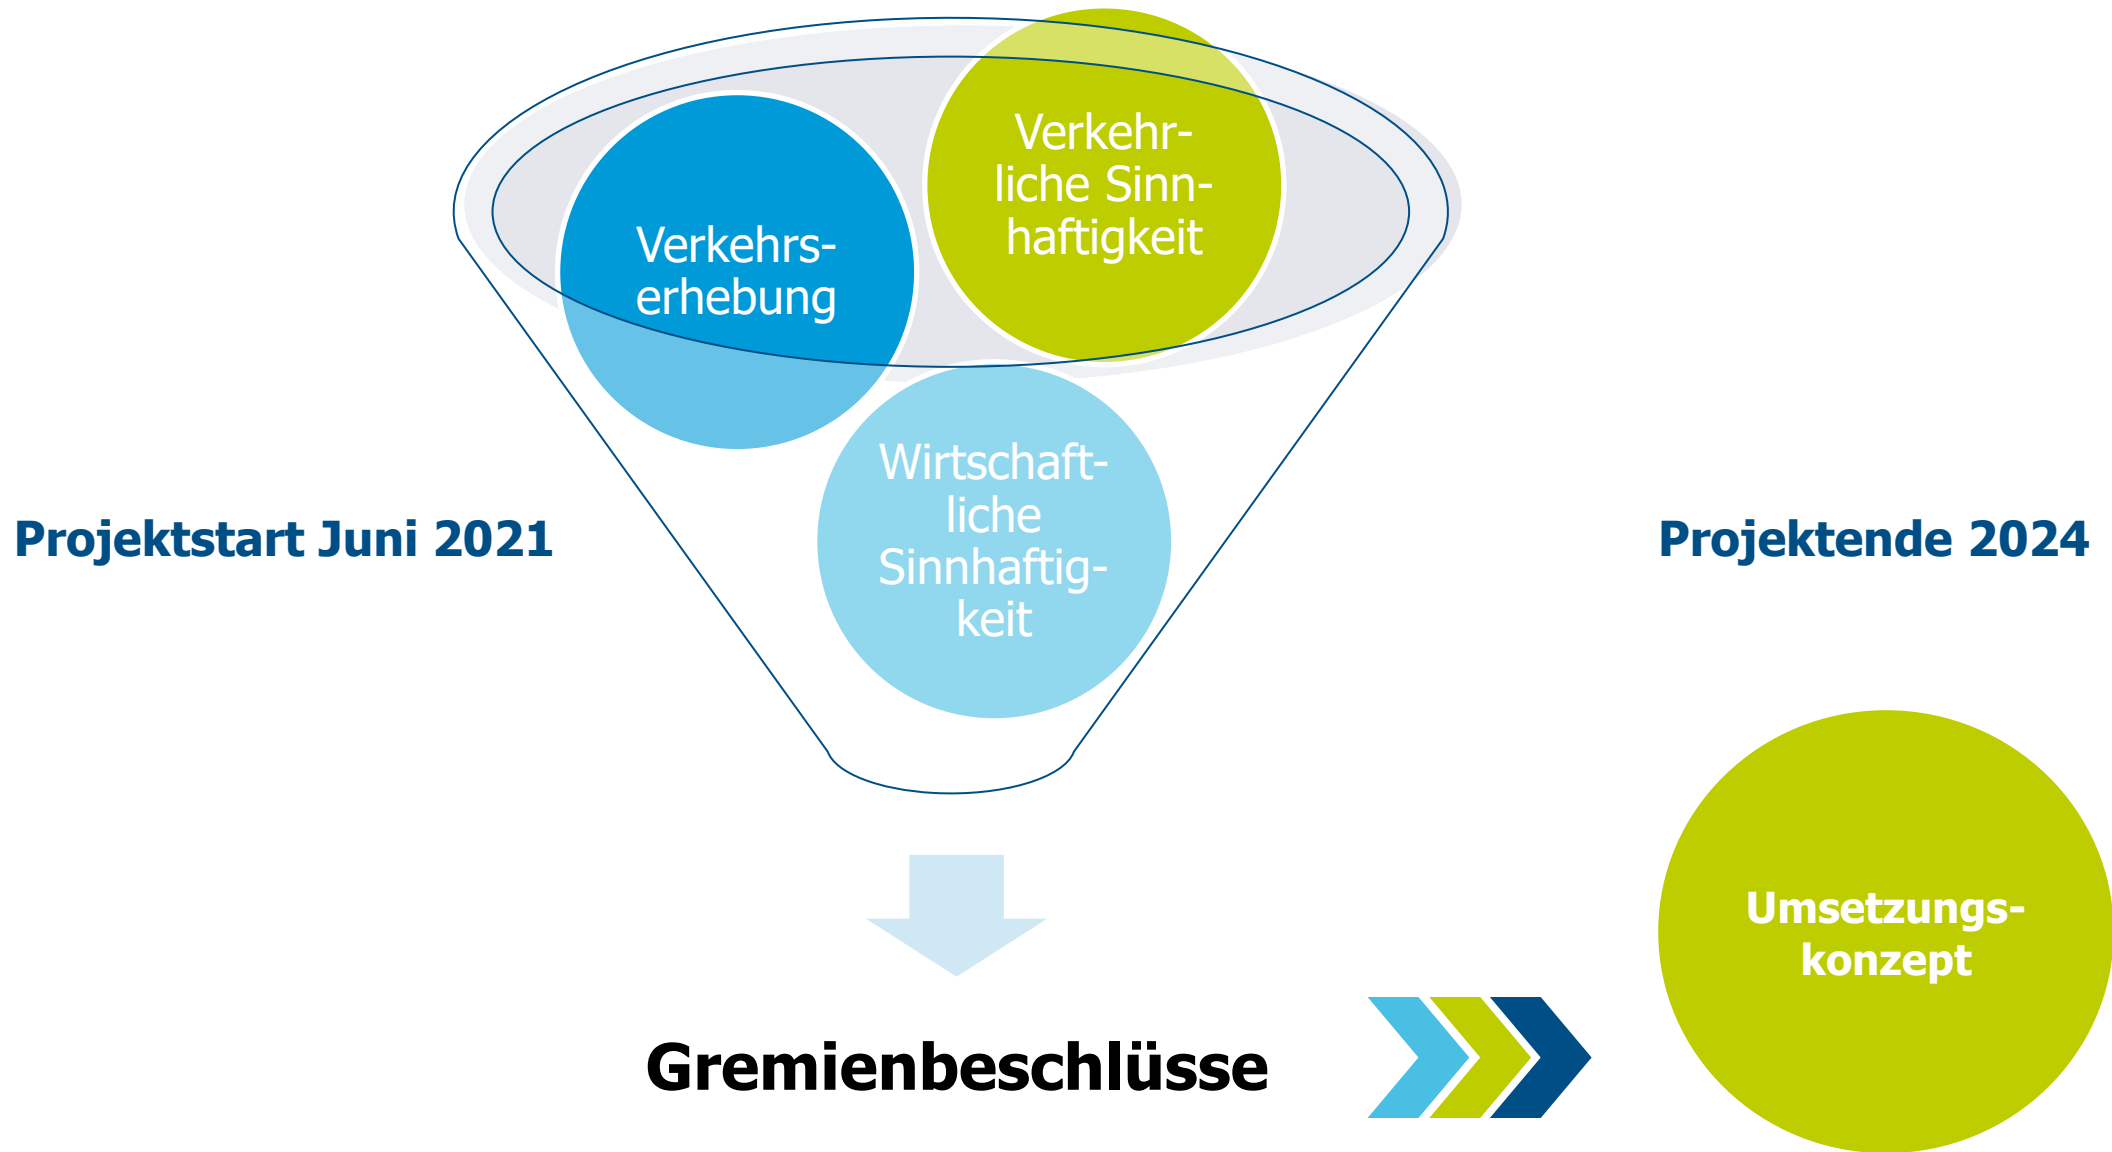 Verkehr-
liche Sinn-
haftigkeit
Verkehrs-
erhebung
Wirtschaft-
liche
Sinnhaftig-
keit
Projektstart Juni 2021
Projektende 2024
Umsetzungs-
konzept
Gremienbeschlüsse